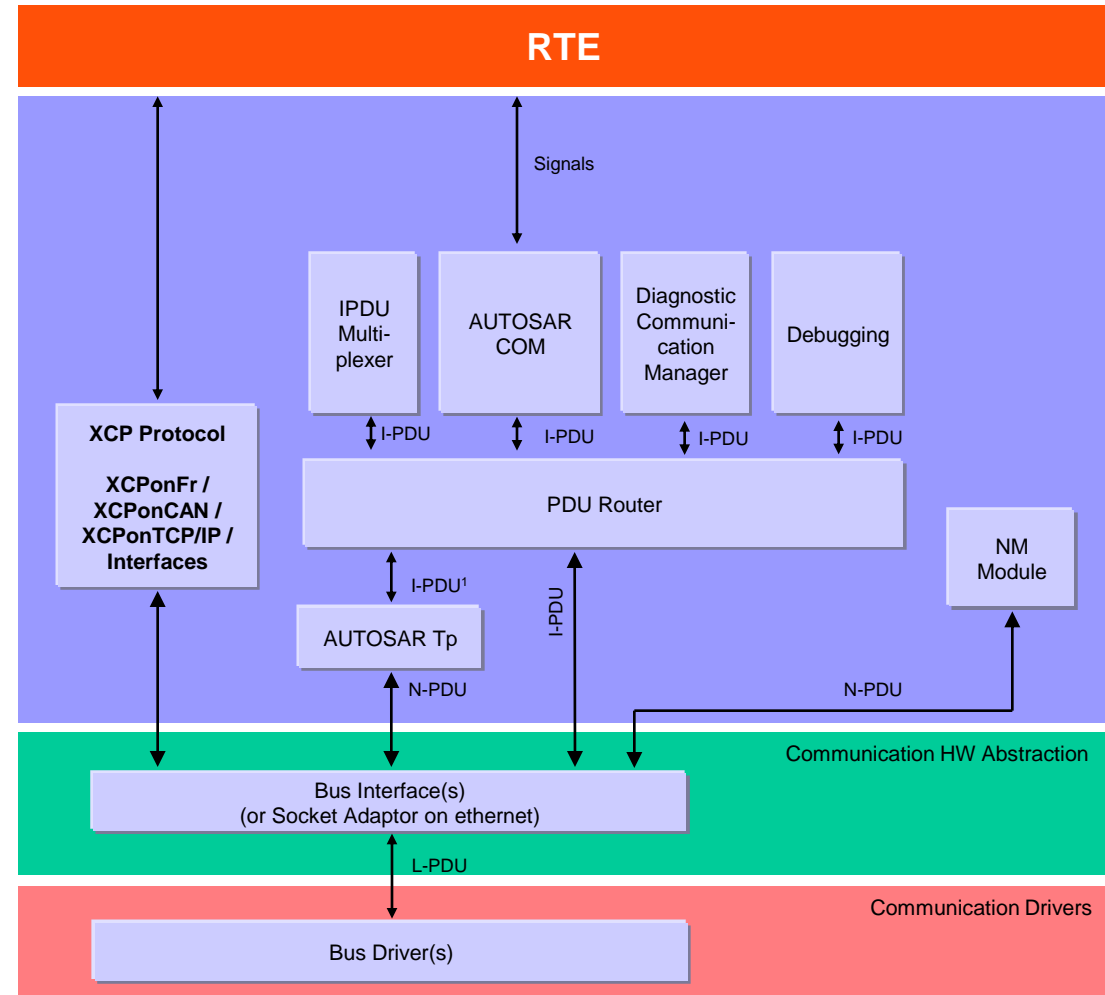 RTE
Signals
IPDU
Multi-
plexer
AUTOSAR
COM
Diagnostic
Communi-
cation
Manager
Debugging
I-PDU
I-PDU
I-PDU
I-PDU
XCP Protocol
XCPonFr /
XCPonCAN /
XCPonTCP/IP /
Interfaces
PDU Router
NM
Module
I-PDU¹
I-PDU
AUTOSAR Tp
N-PDU
N-PDU
Communication HW Abstraction
Bus Interface(s)
(or Socket Adaptor on ethernet)
L-PDU
Communication Drivers
Bus Driver(s)